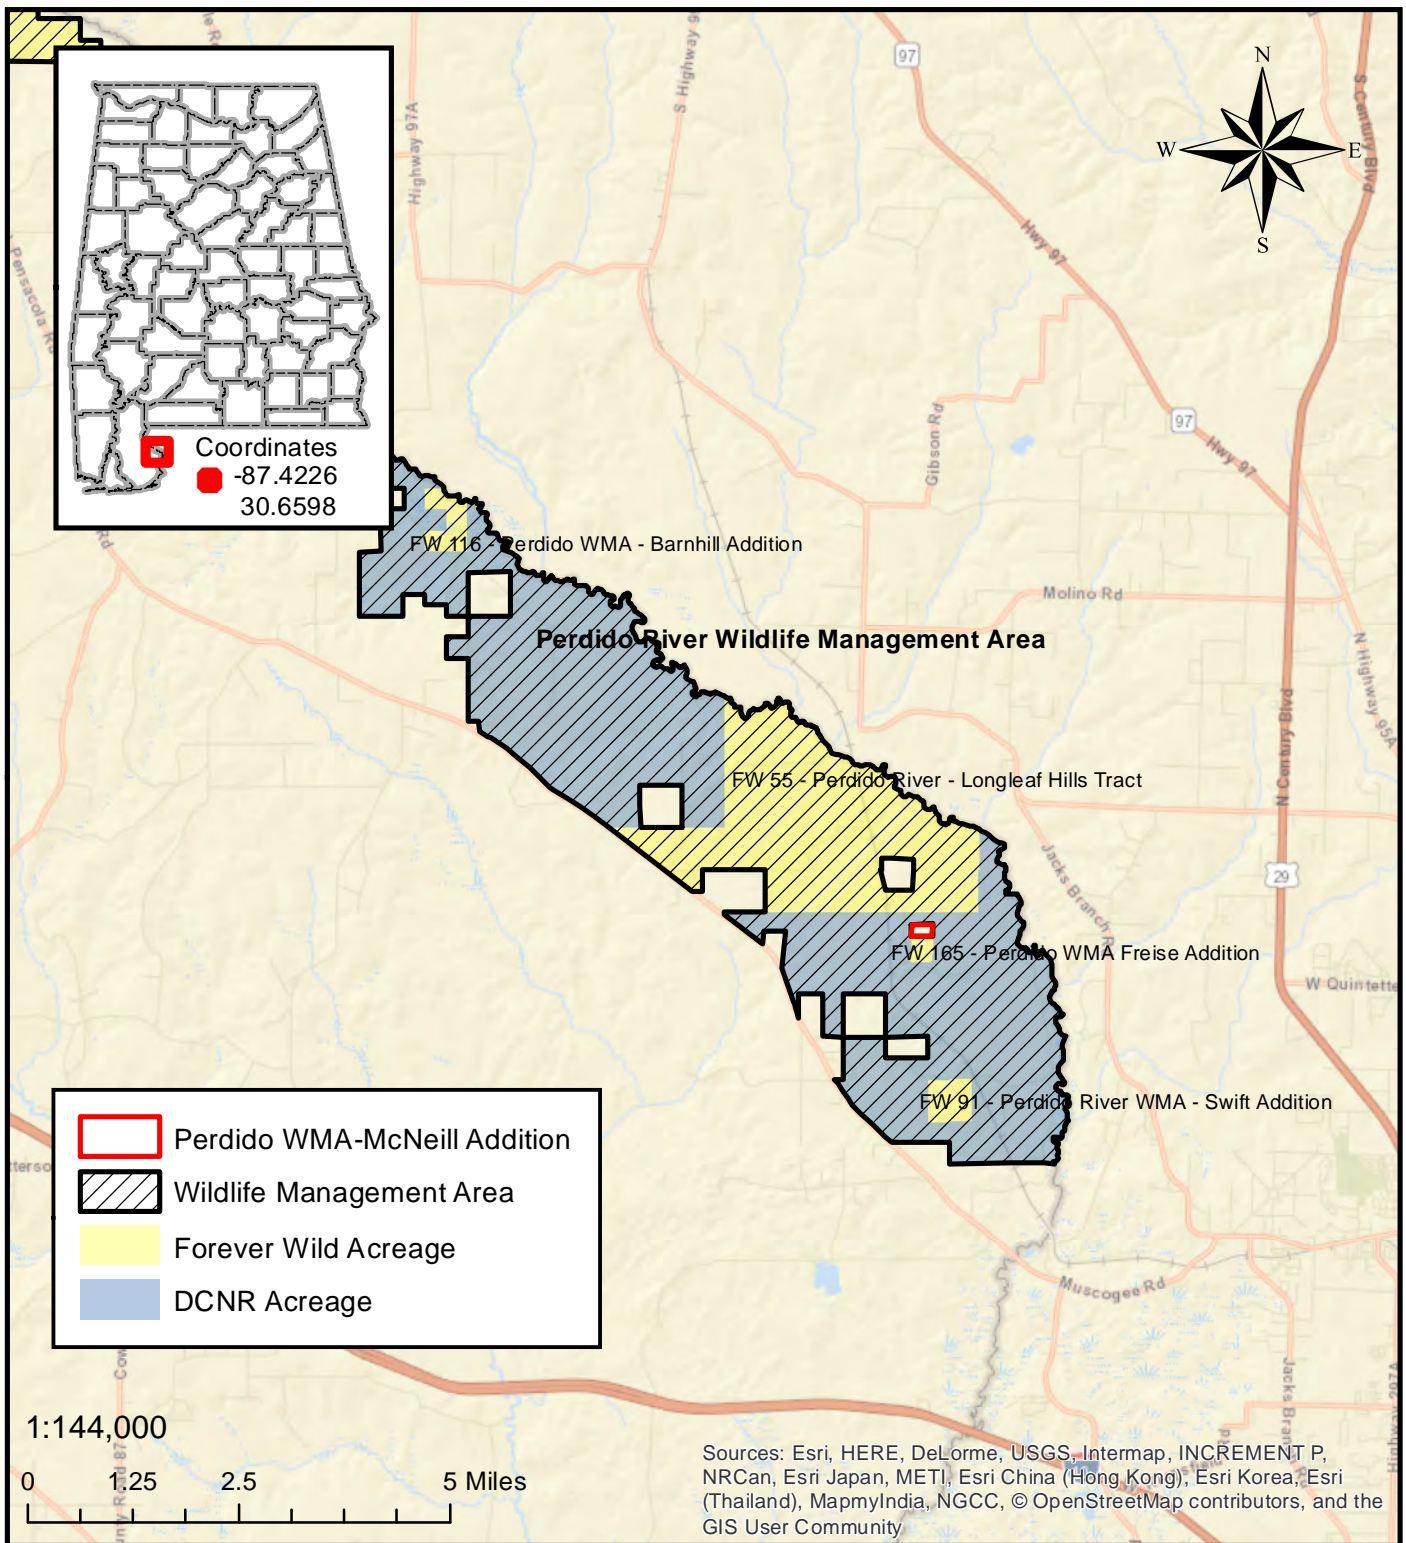 97
S Highway 9
Highway 97A
S Century Blvd
N
W
E
S
Pensacola Rd
Hwy 97
Coordinates
-87.4226
30.6598
Gibson Rd
97
Hwy 97
Rd
FW 116 - Perdido WMA - Barnhill Addition
Molino Rd
Perdido River Wildlife Management Area
N Highway 95A
N Century Blvd
FW 55 - Perdido River - Longleaf Hills Tract
Jacks Branch R
29
FW 165 - Perdido WMA Freise Addition
W Quintette
FW 91 - Perdido River WMA - Swift Addition
Perdido WMA-McNeill Addition
Wildlife Management Area
Forever Wild Acreage
DCNR Acreage
Muscogee Rd
Jacks Bran
Highway 297A
1:144,000
0 1.25 2.5 5 Miles
Sources: Esri, HERE, DeLorme, USGS, Intermap, INCREMENT P,
NRCan, Esri Japan, METI, Esri China (Hong Kong), Esri Korea, Esri
(Thailand), MapmyIndia, NGCC, © OpenStreetMap contributors, and the
GIS User Community